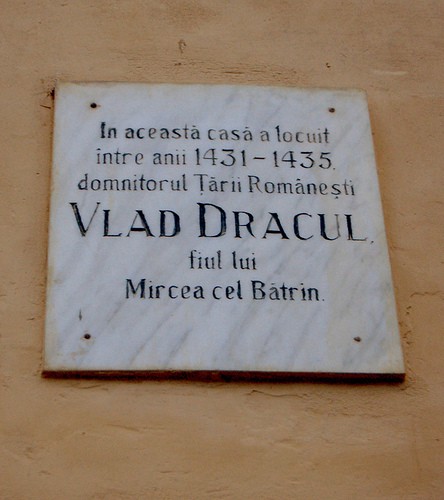 In această casă a locuit
între anii 1431-1435,
domnitorul Țării Românești
VLAD DRACUL,
fiul lui
Mircea cel Bătrîn.